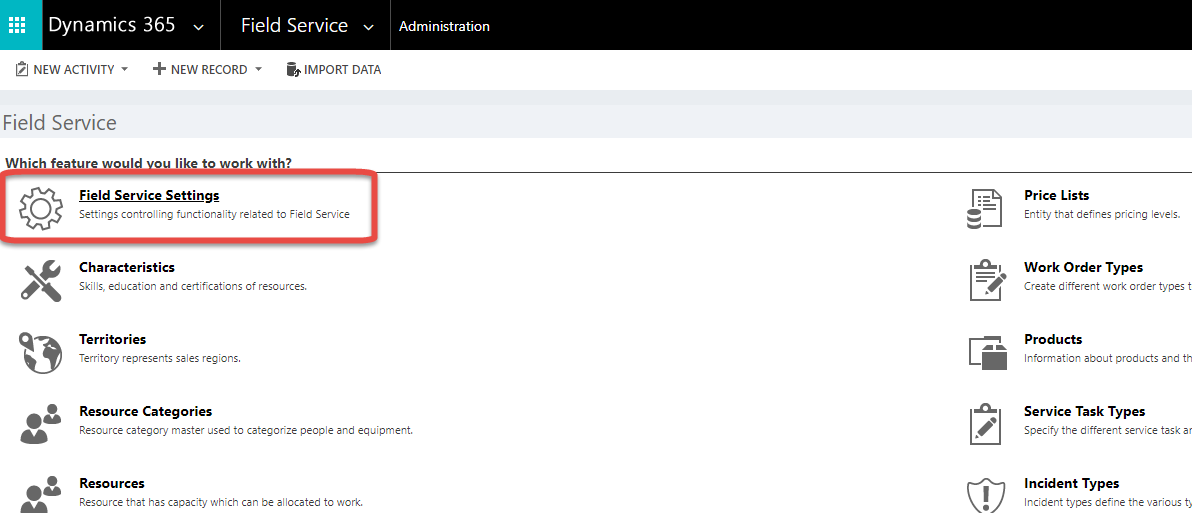 Dynamics 365 Field Service Administration
NEW ACTIVITY NEW RECORD IMPORT DATA
Field Service
Which feature would you like to work with?
Field Service Settings
Settings controlling functionality related to Field Service
Price Lists
Entity that defines pricing levels.
Characteristics
Skills, education and certifications of resources.
Work Order Types
Create different work order types t
Territories
Territory represents sales regions.
Products
Information about products and th
Resource Categories
Resource category master used to categorize people and equipment.
Service Task Types
Specify the different service task a
Resources
Resource that has capacity which can be allocated to work.
Incident Types
Incident types define the various ty